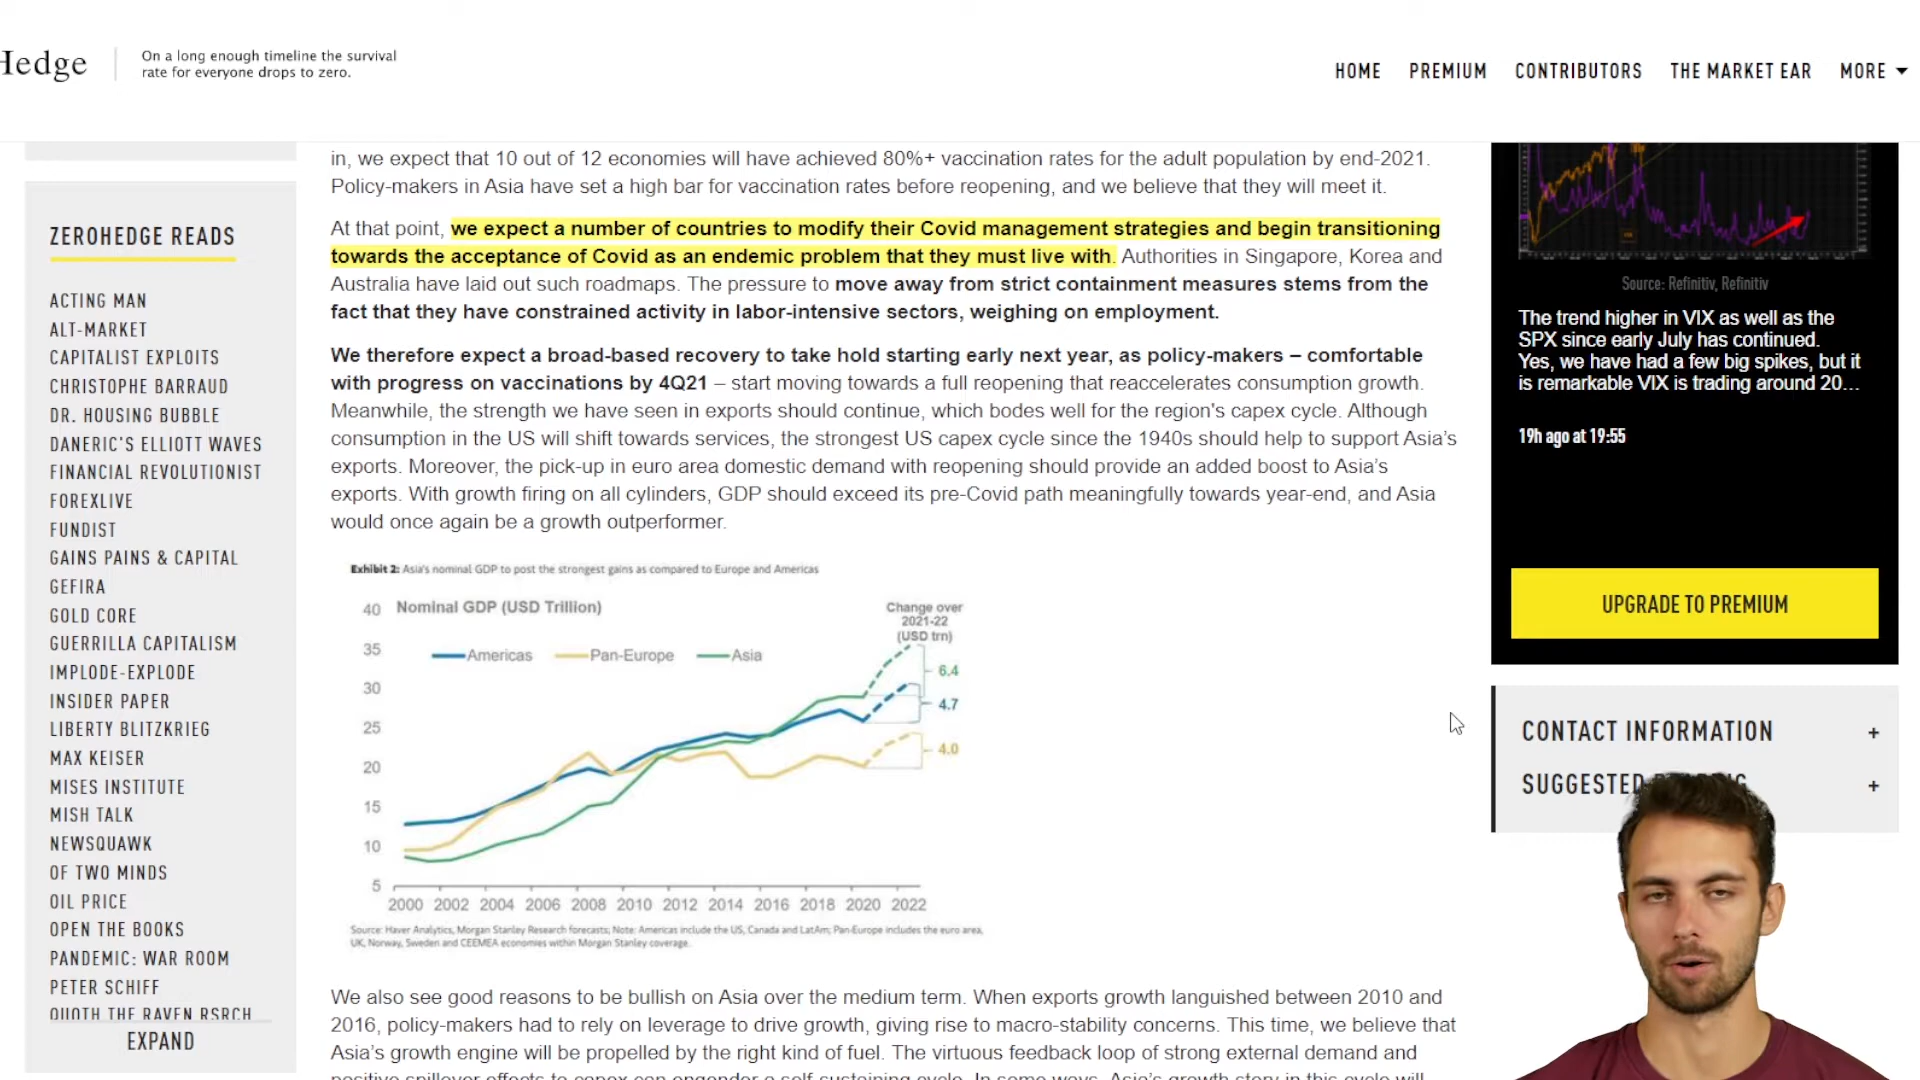 Hedge
On a long enough timeline the survival
rate for everyone drops to zero.
HOME PREMIUM CONTRIBUTORS THE MARKET EAR MORE
ZEROHEDGE READS
ACTING MAN
ALT-MARKET
CAPITALIST EXPLOITS
CHRISTOPHE BARRAUD
DR. HOUSING BUBBLE
DANERIC'S ELLIOTT WAVES
FINANCIAL REVOLUTIONIST
FOREXLIVE
FUNDIST
GAINS PAINS & CAPITAL
GEFIRA
GOLD CORE
GUERRILLA CAPITALISM
IMPLODE-EXPLODE
INSIDER PAPER
LIBERTY BLITZKRIEG
MAX KEISER
MISES INSTITUTE
MISH TALK
NEWSQUAWK
OF TWO MINDS
OIL PRICE
OPEN THE BOOKS
PANDEMIC: WAR ROOM
PETER SCHIFF
QUOTH THE RAVEN RSRCH
EXPAND
in, we expect that 10 out of 12 economies will have achieved 80%+ vaccination rates for the adult population by end-2021.
Policy-makers in Asia have set a high bar for vaccination rates before reopening, and we believe that they will meet it.
At that point, we expect a number of countries to modify their Covid management strategies and begin transitioning
towards the acceptance of Covid as an endemic problem that they must live with. Authorities in Singapore, Korea and
Australia have laid out such roadmaps. The pressure to move away from strict containment measures stems from the
fact that they have constrained activity in labor-intensive sectors, weighing on employment.
We therefore expect a broad-based recovery to take hold starting early next year, as policy-makers – comfortable
with progress on vaccinations by 4Q21 – start moving towards a full reopening that reaccelerates consumption growth.
Meanwhile, the strength we have seen in exports should continue, which bodes well for the region's capex cycle. Although
consumption in the US will shift towards services, the strongest US capex cycle since the 1940s should help to support Asia's
exports. Moreover, the pick-up in euro area domestic demand with reopening should provide an added boost to Asia's
exports. With growth firing on all cylinders, GDP should exceed its pre-Covid path meaningfully towards year-end, and Asia
would once again be a growth outperformer.
Exhibit 2: Asia's nominal GDP to post the strongest gains as compared to Europe and Americas
Nominal GDP (USD Trillion)
Change over
2021-22
(USD trn)
Americas Pan-Europe Asia
40
35
30
25
20
15
10
5
6.4
4.7
4.0
2000 2002 2004 2006 2008 2010 2012 2014 2016 2018 2020 2022
Source: Haver Analytics, Morgan Stanley Research forecasts; Note: Americas include the US, Canada and LatAm; Pan-Europe includes the euro area,
UK, Norway, Sweden and CEEMEA economies within Morgan Stanley coverage.
We also see good reasons to be bullish on Asia over the medium term. When exports growth languished between 2010 and
2016, policy-makers had to rely on leverage to drive growth, giving rise to macro-stability concerns. This time, we believe that
Asia's growth engine will be propelled by the right kind of fuel. The virtuous feedback loop of strong external demand and
positive spillover effects to capex can engender a self-sustaining cycle. In some ways, Asia's growth story in this cycle will
Source: Refinitiv, Refinitiv
The trend higher in VIX as well as the
SPX since early July has continued.
Yes, we have had a few big spikes, but it
is remarkable VIX is trading around 20...
19h ago at 19:55
UPGRADE TO PREMIUM
CONTACT INFORMATION +
SUGGESTED +